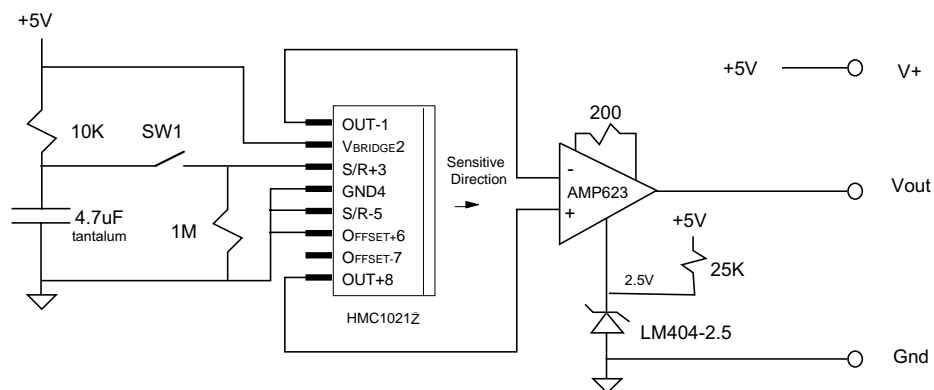 +5V
10K
SW1
4.7uF
tantalum
1M
OUT-1
VBRIDGE2
S/R+3
GND4
S/R-5
OFFSET+6
OFFSET-7
OUT+8
HMC1021Z
Sensitive
Direction
200
-
AMP623
+
+5V
25K
2.5V
LM404-2.5
+5V
V+
Vout
Gnd